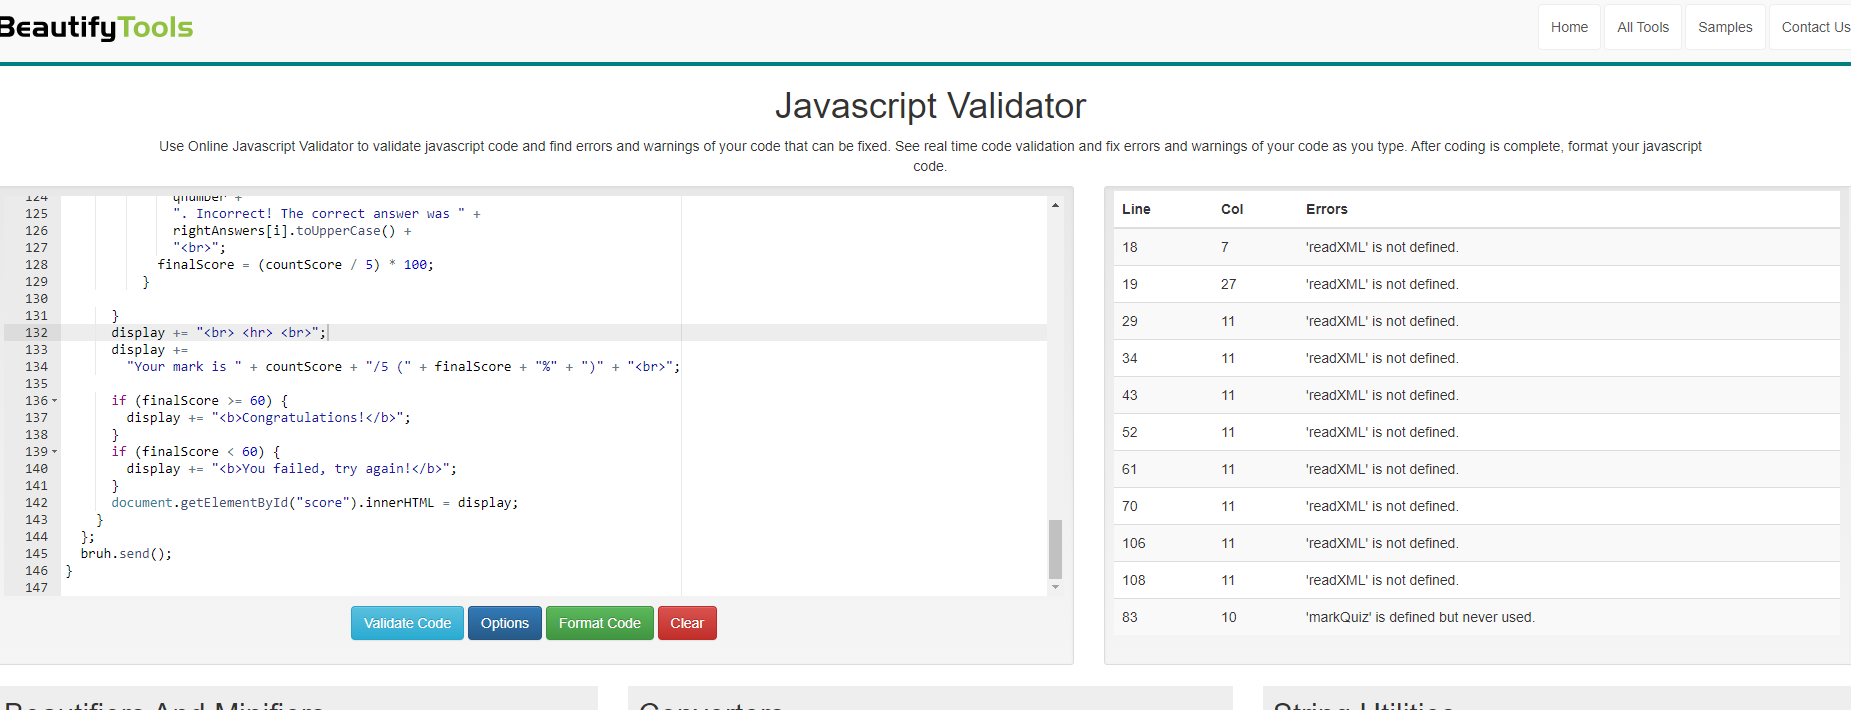 BeautifyTools
Home
All Tools
Samples
Contact Us
Javascript Validator
Use Online Javascript Validator to validate javascript code and find errors and warnings of your code that can be fixed. See real time code validation and fix errors and warnings of your code as you type. After coding is complete, format your javascript
code.
124 qnumber +
125 ". Incorrect! The correct answer was " +
126 rightAnswers[i].toUpperCase() +
127 "<br>";
128 finalScore = (countScore / 5) * 100;
129 }
130
131 }
132 display += "<br> <hr> <br>";
133 display +=
134 "Your mark is " + countScore + "/5 (" + finalScore + "%" + ")" + "<br>";
135
136 if (finalScore >= 60) {
137 display += "<b>Congratulations!</b>";
138 }
139 if (finalScore < 60) {
140 display += "<b>You failed, try again!</b>";
141 }
142 document.getElementById("score").innerHTML = display;
143 }
144 };
145 bruh.send();
146 }
147
Validate Code
Options
Format Code
Clear
Line Col Errors
18 7 'readXML' is not defined.
19 27 'readXML' is not defined.
29 11 'readXML' is not defined.
34 11 'readXML' is not defined.
43 11 'readXML' is not defined.
52 11 'readXML' is not defined.
61 11 'readXML' is not defined.
70 11 'readXML' is not defined.
106 11 'readXML' is not defined.
108 11 'readXML' is not defined.
83 10 'markQuiz' is defined but never used.
Beautifiers And Minifiers
Converters
String Utilities